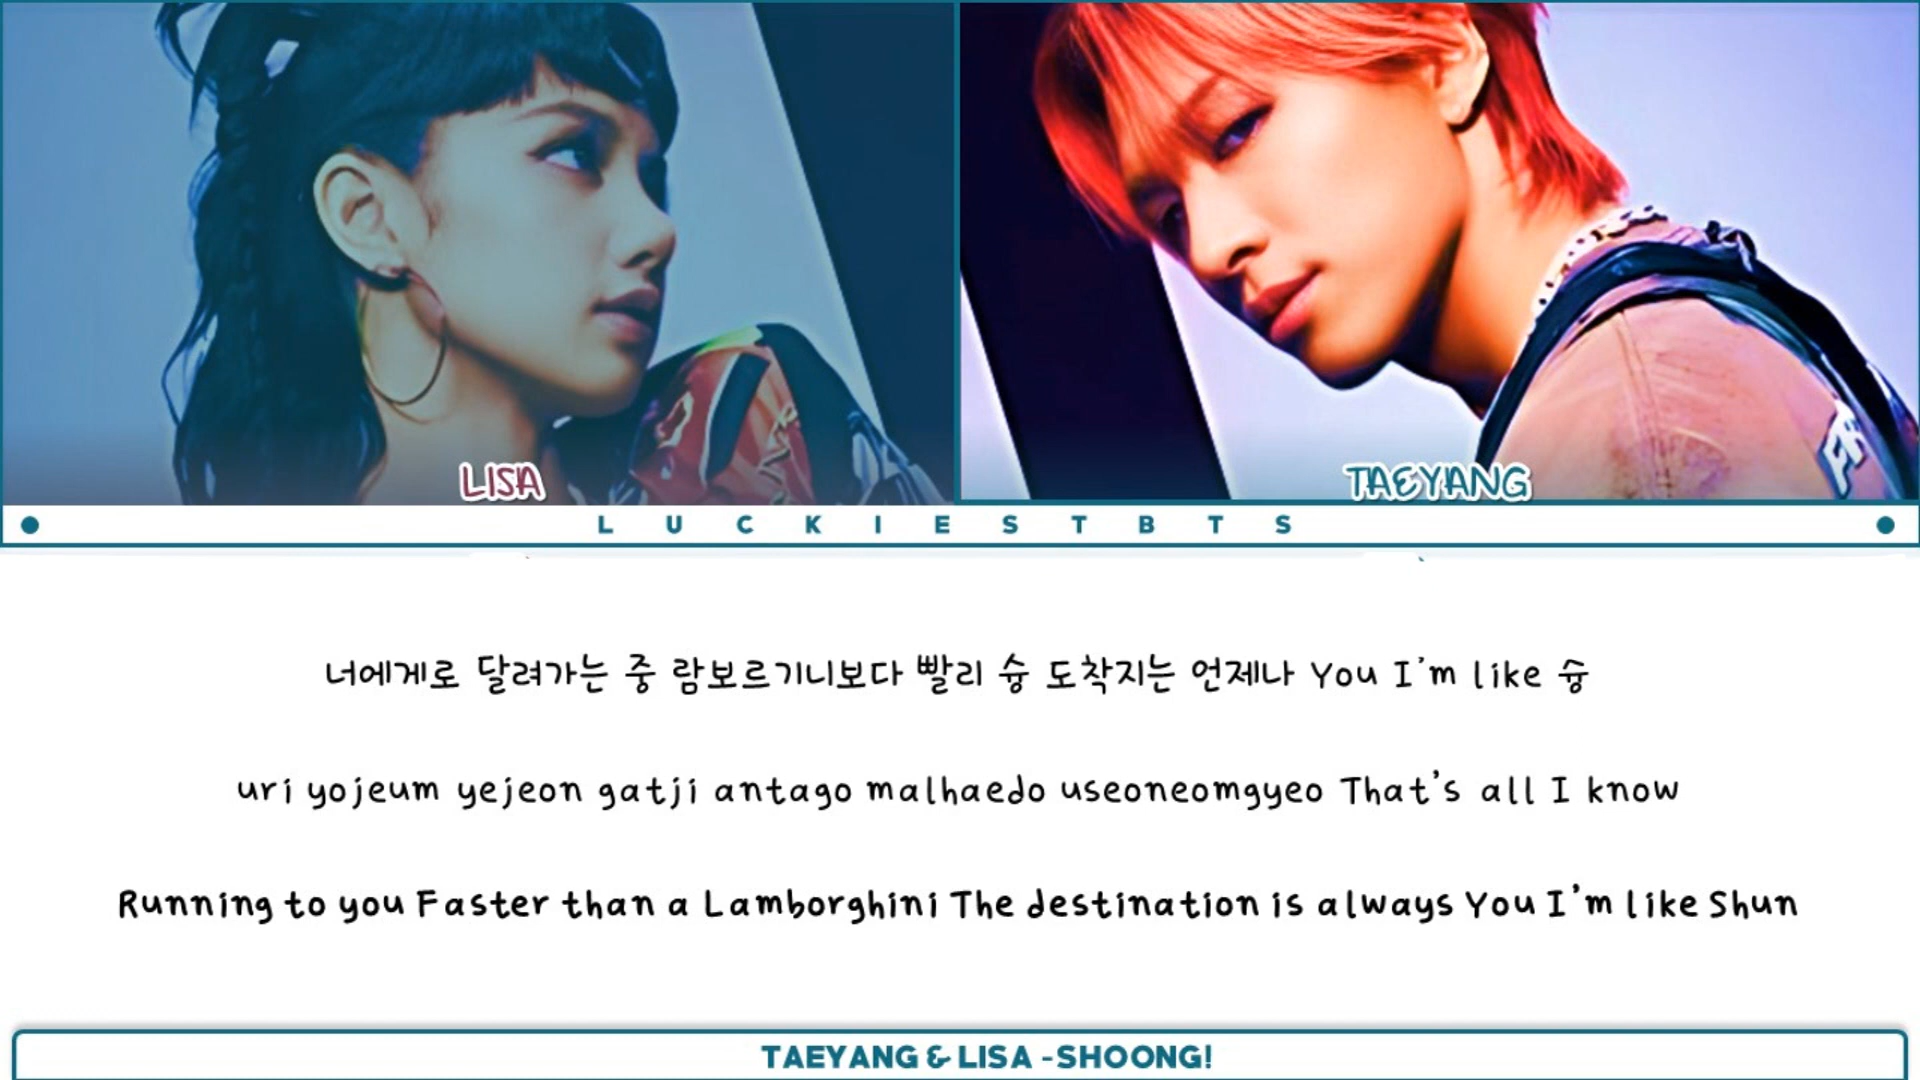 LISA
TAEYANG
LUCKIESTBTS
너에게로 달려가는 중 람보르기니보다 빨리 슝 도착지는 언제나 You I'm like 슝
uri yojeum yejeon gatji antago malhaedo useoneomgyeo That's all I know
Running to you Faster than a Lamborghini The destination is always You I'm like Shun
TAEYANG & LISA -SHOONG!